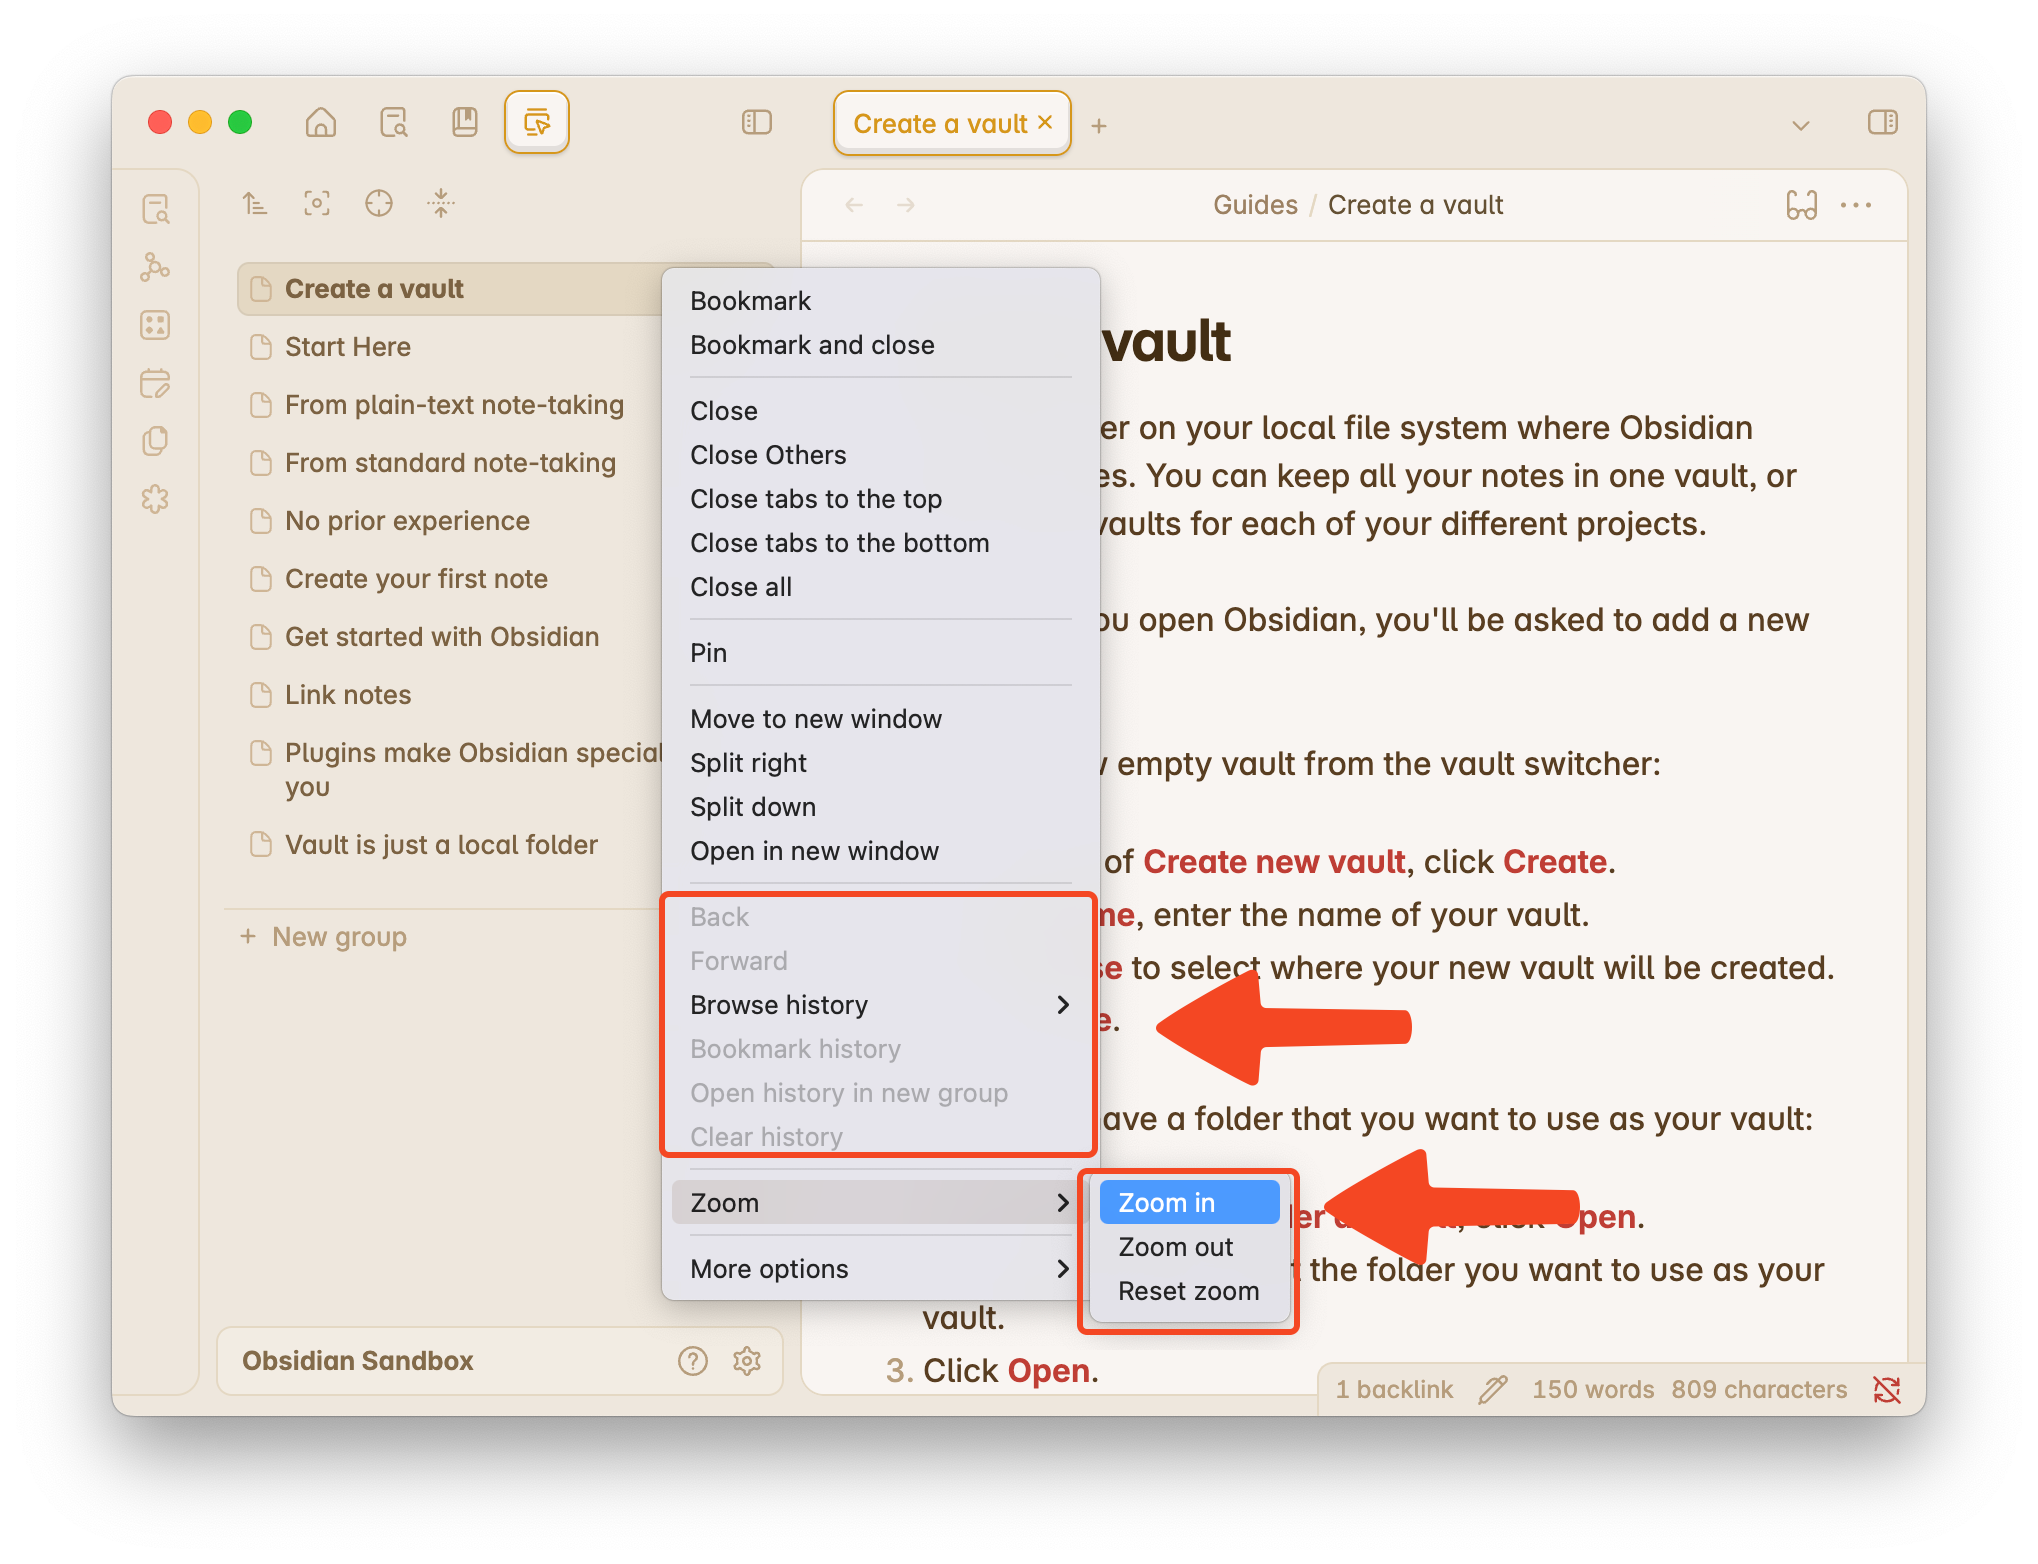 Create a vault
Guides / Create a vault
Create a vault
Start Here
From plain-text note-taking
From standard note-taking
No prior experience
Create your first note
Get started with Obsidian
Link notes
Plugins make Obsidian special
you
Vault is just a local folder
+ New group
Obsidian Sandbox
Bookmark
Bookmark and close
Close
Close Others
Close tabs to the top
Close tabs to the bottom
Close all
Pin
Move to new window
Split right
Split down
Open in new window
Back
Forward
Browse history
Bookmark history
Open history in new group
Clear history
Zoom
More options
Zoom in
Zoom out
Reset zoom
vault
on your local file system where Obsidian
You can keep all your notes in one vault, or
vaults for each of your different projects.
open Obsidian, you'll be asked to add a new
empty vault from the vault switcher:
of Create new vault, click Create.
enter the name of your vault.
to select where your new vault will be created.
a folder that you want to use as your vault:
Open.
the folder you want to use as your
vault.
3. Click Open.
1 backlink
150 words
809 characters